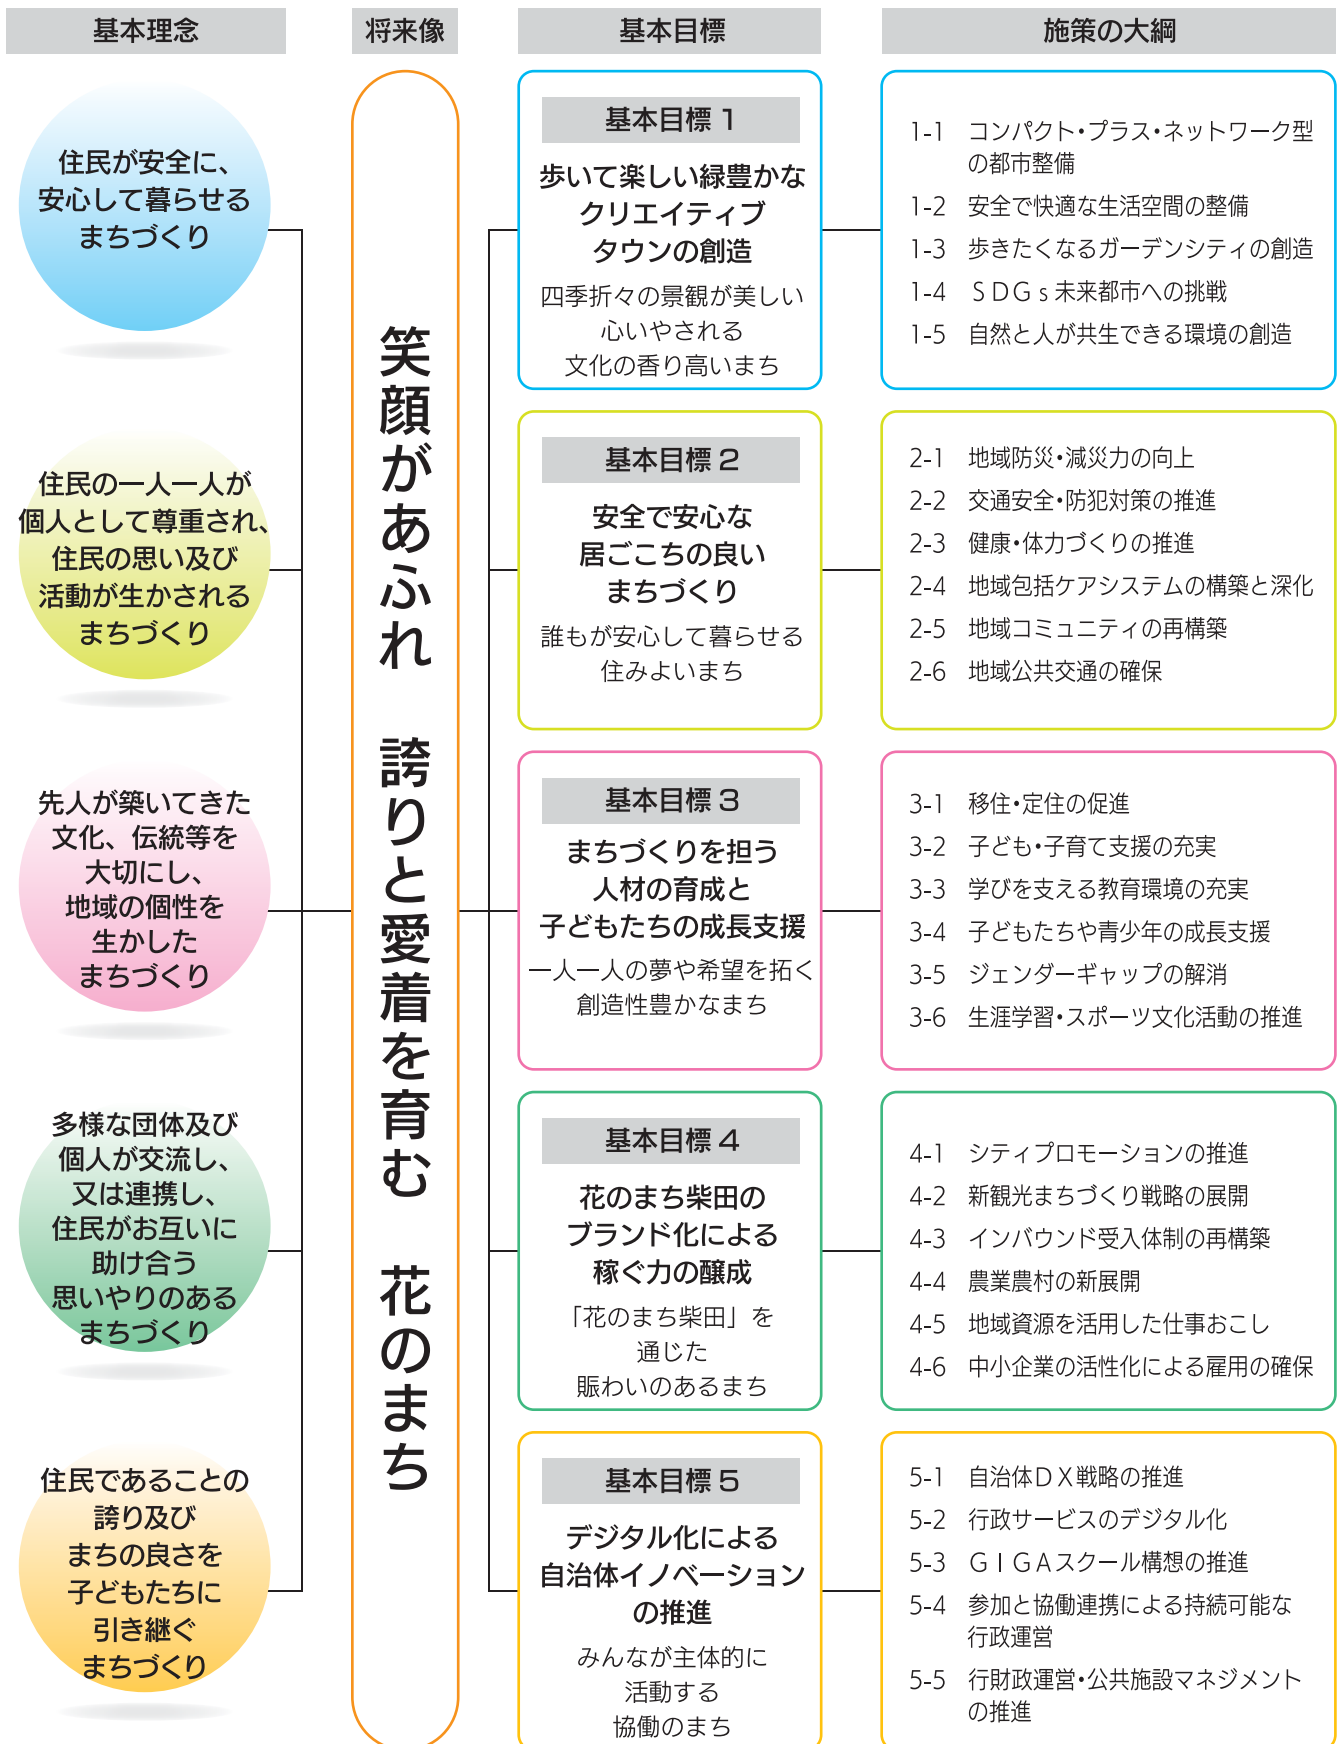 基本理念
将来像
基本目標
施策の大綱
住民が安全に、
安心して暮らせる
まちづくり
住民の一人一人が
個人として尊重され、
住民の思い及び
活動が生かされる
まちづくり
先人が築いてきた
文化、伝統等を
大切にし、
地域の個性を
生かした
まちづくり
多様な団体及び
個人が交流し、
又は連携し、
住民がお互いに
助け合う
思いやりのある
まちづくり
住民であることの
誇り及び
まちの良さを
子どもたちに
引き継ぐ
まちづくり
笑顔があふれ　誇りと愛着を育む　花のまち
基本目標 1
歩いて楽しい緑豊かな
クリエイティブ
タウンの創造
四季折々の景観が美しい
心いやされる
文化の香り高いまち
1-1　コンパクト・プラス・ネットワーク型
の都市整備
1-2　安全で快適な生活空間の整備
1-3　歩きたくなるガーデンシティの創造
1-4　ＳＤＧｓ未来都市への挑戦
1-5　自然と人が共生できる環境の創造
基本目標 2
安全で安心な
居ごこちの良い
まちづくり
誰もが安心して暮らせる
住みよいまち
2-1　地域防災・減災力の向上
2-2　交通安全・防犯対策の推進
2-3　健康・体力づくりの推進
2-4　地域包括ケアシステムの構築と深化
2-5　地域コミュニティの再構築
2-6　地域公共交通の確保
基本目標 3
まちづくりを担う
人材の育成と
子どもたちの成長支援
一人一人の夢や希望を拓く
創造性豊かなまち
3-1　移住・定住の促進
3-2　子ども・子育て支援の充実
3-3　学びを支える教育環境の充実
3-4　子どもたちや青少年の成長支援
3-5　ジェンダーギャップの解消
3-6　生涯学習・スポーツ文化活動の推進
基本目標 4
花のまち柴田の
ブランド化による
稼ぐ力の醸成
「花のまち柴田」を
通じた
賑わいのあるまち
4-1　シティプロモーションの推進
4-2　新観光まちづくり戦略の展開
4-3　インバウンド受入体制の再構築
4-4　農業農村の新展開
4-5　地域資源を活用した仕事おこし
4-6　中小企業の活性化による雇用の確保
基本目標 5
デジタル化による
自治体イノベーション
の推進
みんなが主体的に
活動する
協働のまち
5-1　自治体ＤＸ戦略の推進
5-2　行政サービスのデジタル化
5-3　ＧＩＧＡスクール構想の推進
5-4　参加と協働連携による持続可能な
行政運営
5-5　行財政運営・公共施設マネジメント
の推進